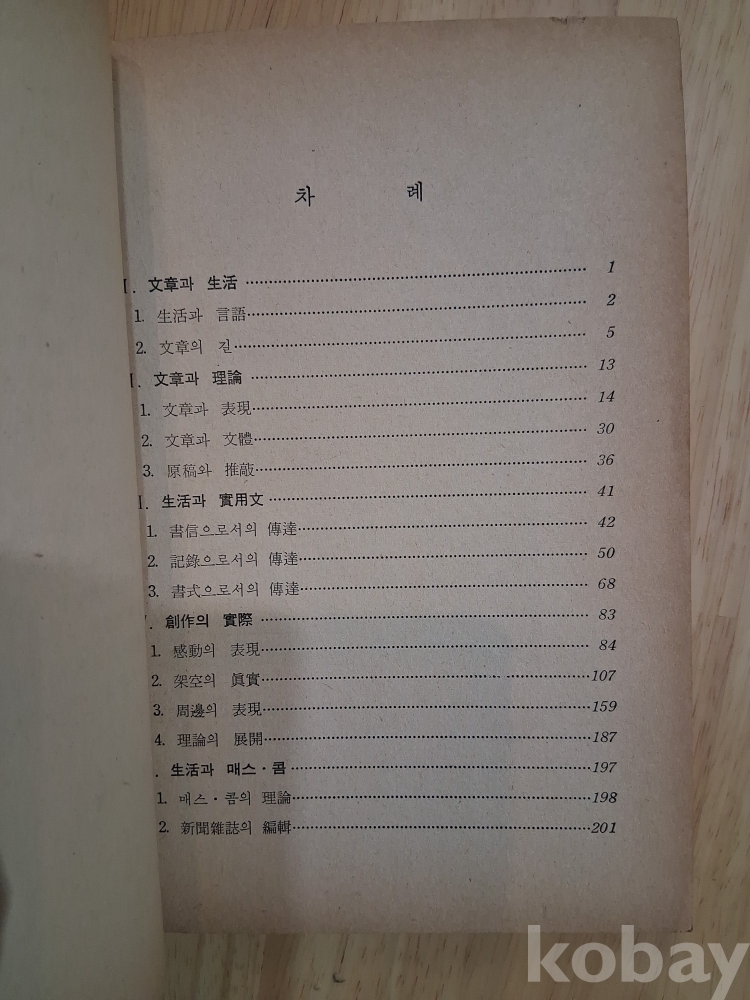 차 례
I. 文章과 生活 1
1. 生活과 言語 2
2. 文章의 길 5
I. 文章과 理論 13
1. 文章과 表現 14
2. 文章과 文體 30
3. 原稿와 推敲 36
I. 生活과 實用文 41
1. 書信으로서의 傳達 42
2. 記錄으로서의 傳達 50
3. 書式으로서의 傳達 68
. 創作의 實際 83
1. 感動의 表現 84
2. 架空의 眞實 107
3. 周邊의 表現 159
4. 理論의 展開 187
. 生活과 매스·콤 197
1. 매스·콤의 理論 198
2. 新聞雜誌의 編輯 201
kobay